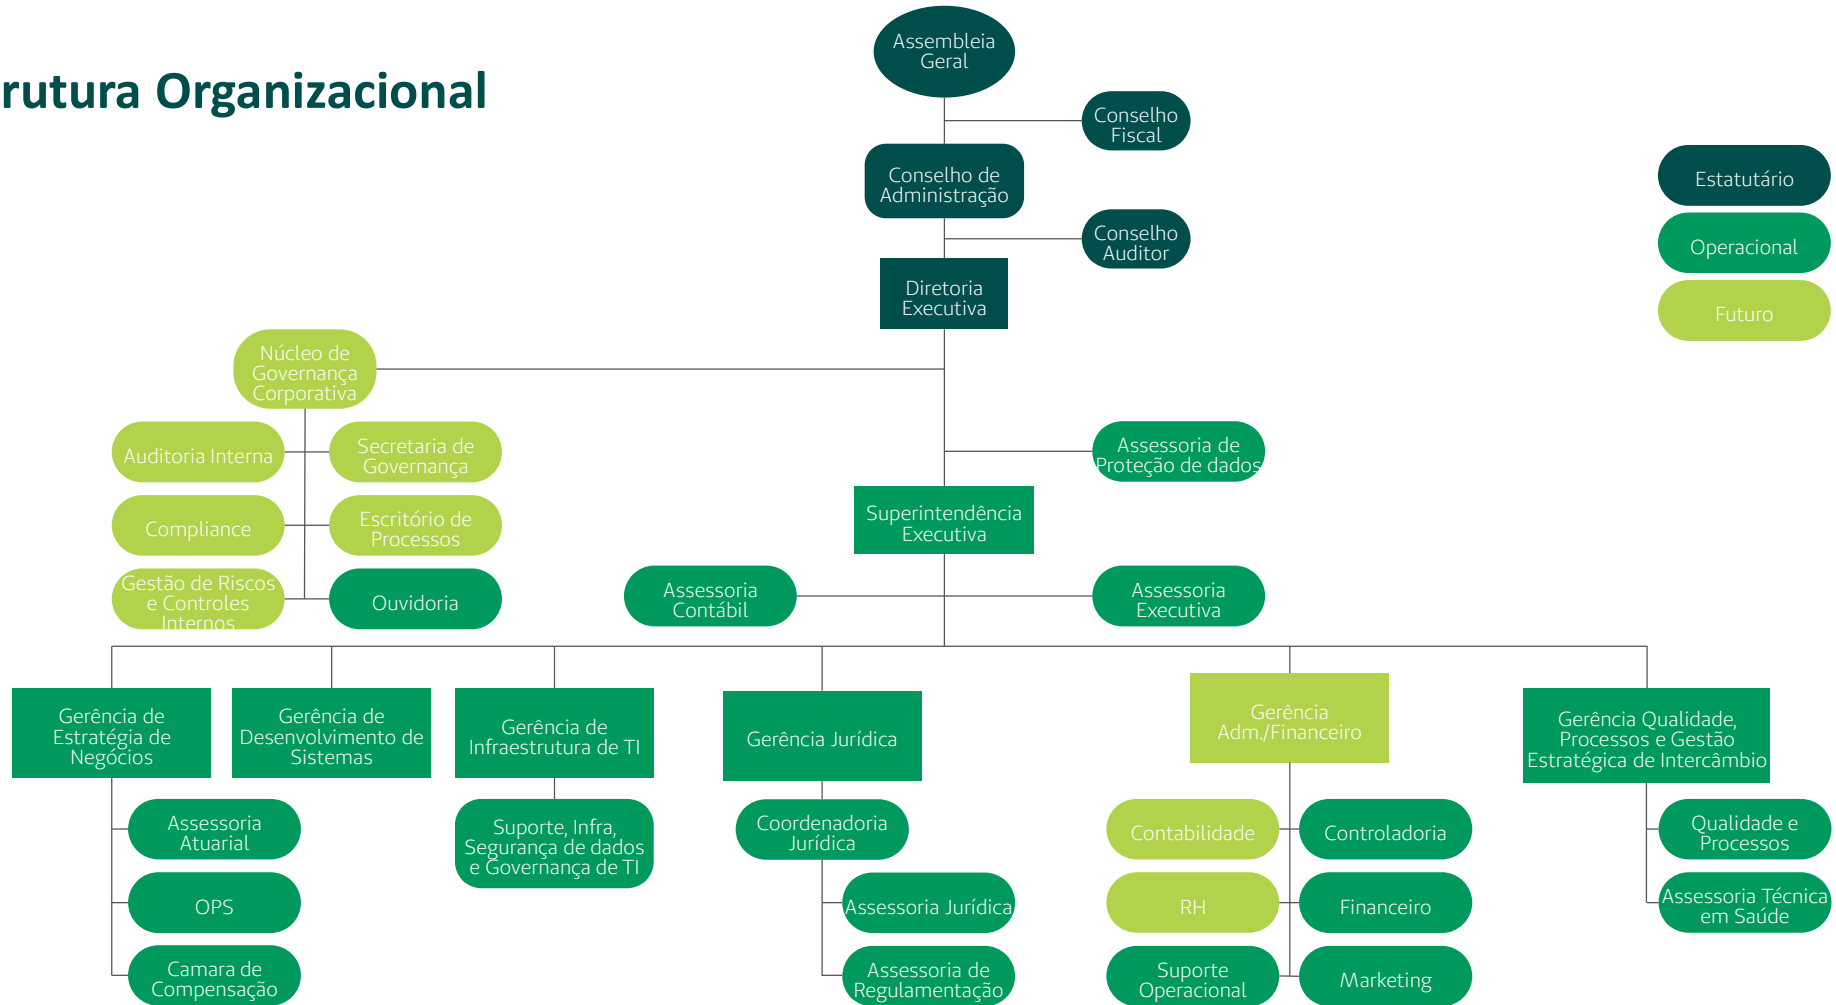 rutura Organizacional
Assembleia
Geral
Conselho
Fiscal
Conselho de
Administração
Conselho
Auditor
Diretoria
Executiva
Estatutário
Operacional
Futuro
Núcleo de
Governança
Corporativa
Auditoria Interna
Secretaria de
Governança
Compliance
Escritório de
Processos
Gestão de Riscos
e Controles
Internos
Ouvidoria
Assessoria de
Proteção de dados
Superintendência
Executiva
Assessoria
Contábil
Assessoria
Executiva
Gerência de
Estratégia de
Negócios
Gerência de
Desenvolvimento de
Sistemas
Gerência de
Infraestrutura de TI
Gerência Jurídica
Gerência
Adm./Financeiro
Gerência Qualidade,
Processos e Gestão
Estratégica de Intercâmbio
Assessoria
Atuarial
OPS
Camara de
Compensação
Suporte, Infra,
Segurança de dados
e Governança de TI
Coordenadoria
Jurídica
Assessoria Jurídica
Assessoria de
Regulamentação
Contabilidade
Controladoria
RH
Financeiro
Suporte
Operacional
Marketing
Qualidade e
Processos
Assessoria Técnica
em Saúde